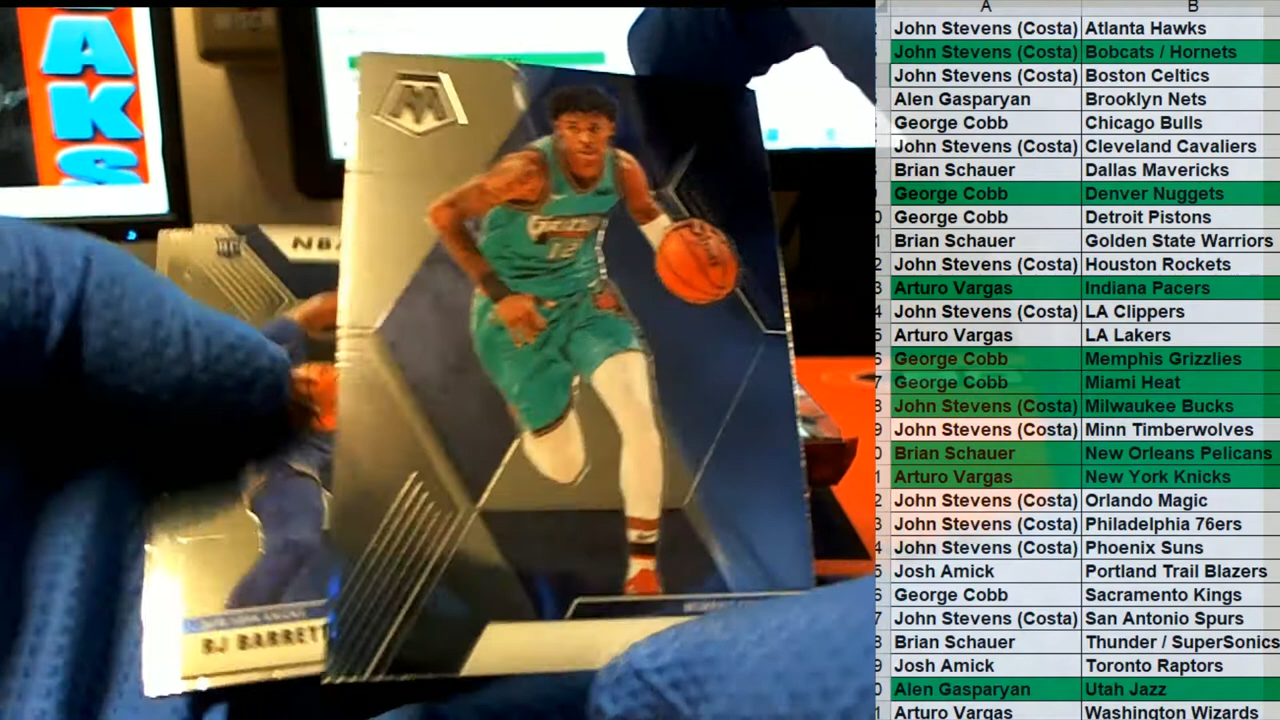 AKS
NBA
RC
M
GRIZZLIES
12
RJ BARRETT
A B
John Stevens (Costa) Atlanta Hawks
John Stevens (Costa) Bobcats / Hornets
John Stevens (Costa) Boston Celtics
Alen Gasparyan Brooklyn Nets
George Cobb Chicago Bulls
John Stevens (Costa) Cleveland Cavaliers
Brian Schauer Dallas Mavericks
George Cobb Denver Nuggets
George Cobb Detroit Pistons
Brian Schauer Golden State Warriors
John Stevens (Costa) Houston Rockets
Arturo Vargas Indiana Pacers
John Stevens (Costa) LA Clippers
Arturo Vargas LA Lakers
George Cobb Memphis Grizzlies
George Cobb Miami Heat
John Stevens (Costa) Milwaukee Bucks
John Stevens (Costa) Minn Timberwolves
Brian Schauer New Orleans Pelicans
Arturo Vargas New York Knicks
John Stevens (Costa) Orlando Magic
John Stevens (Costa) Philadelphia 76ers
John Stevens (Costa) Phoenix Suns
Josh Amick Portland Trail Blazers
George Cobb Sacramento Kings
John Stevens (Costa) San Antonio Spurs
Brian Schauer Thunder / SuperSonics
Josh Amick Toronto Raptors
Alen Gasparyan Utah Jazz
Arturo Vargas Washington Wizards